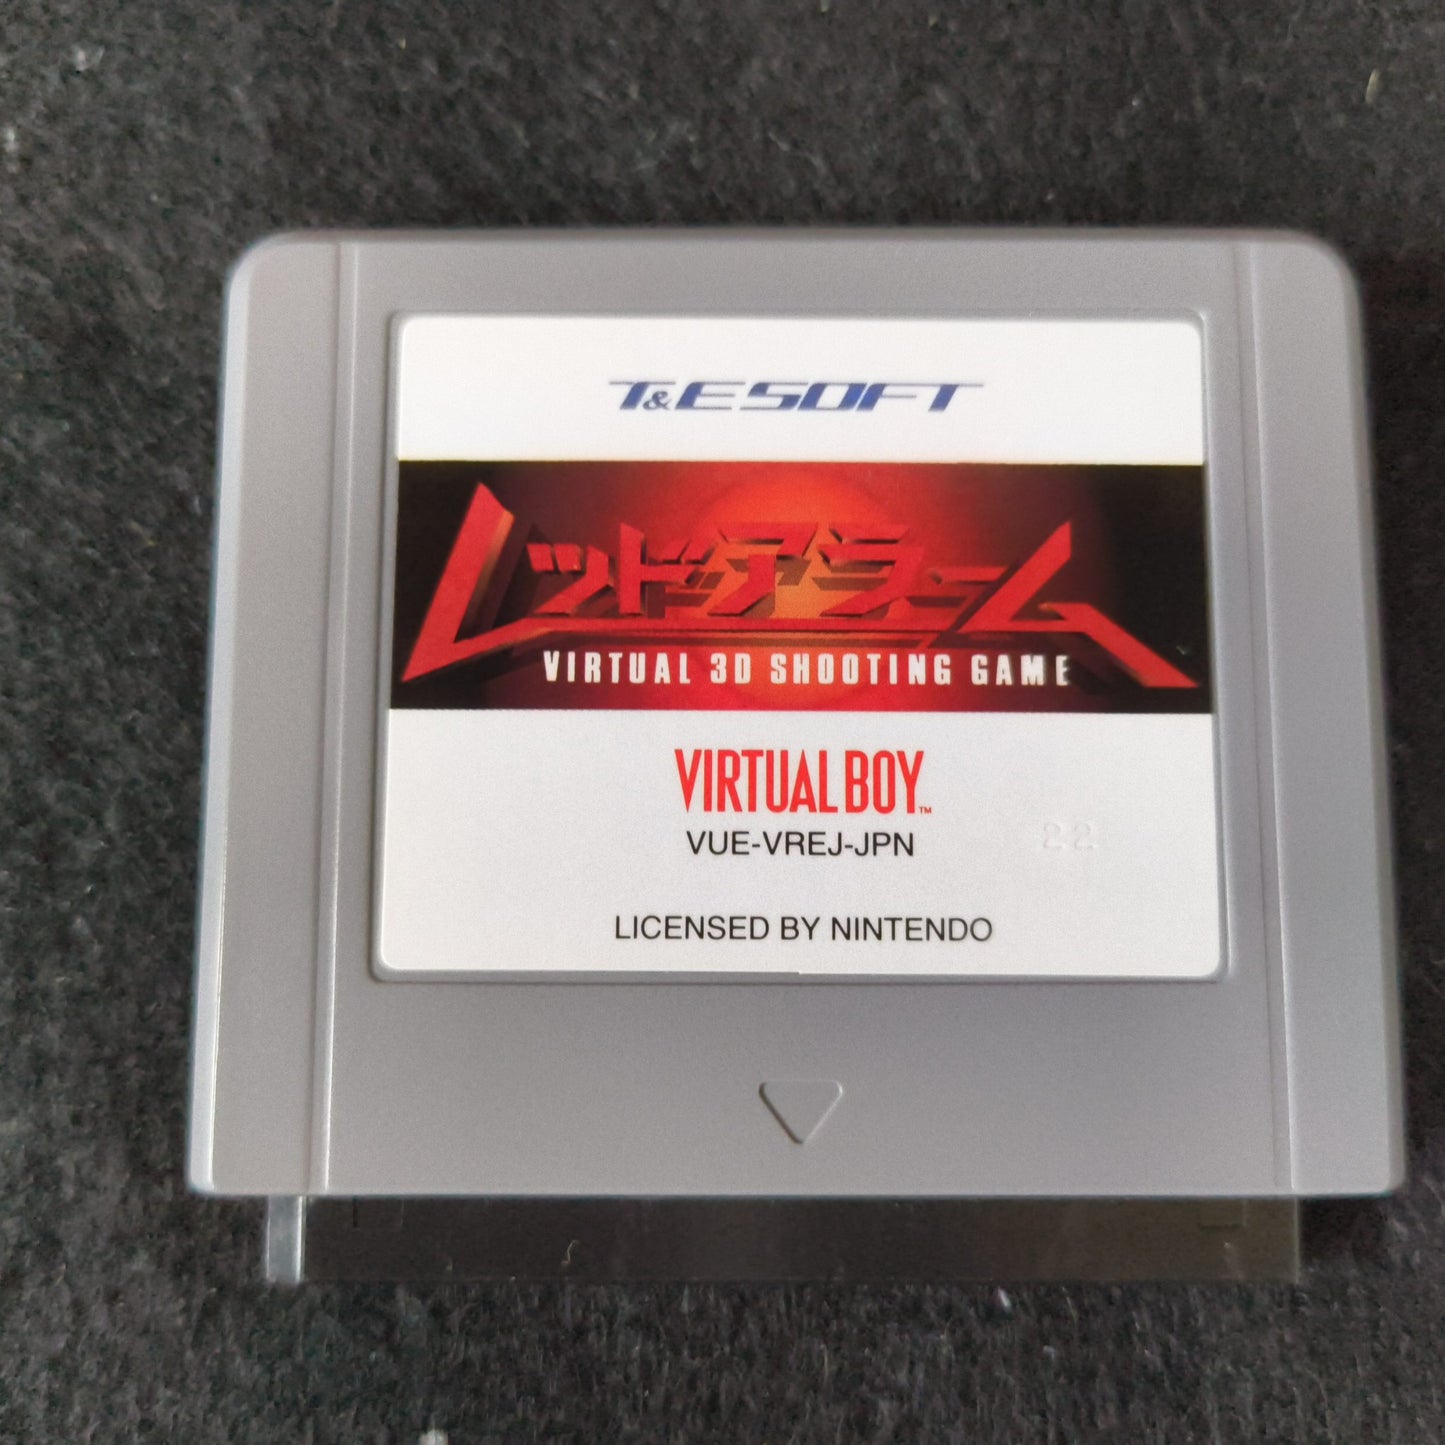 T&E SOFT
レッドアラーム
VIRTUAL 3D SHOOTING GAME
VIRTUAL BOY™
VUE-VREJ-JPN
22
LICENSED BY NINTENDO